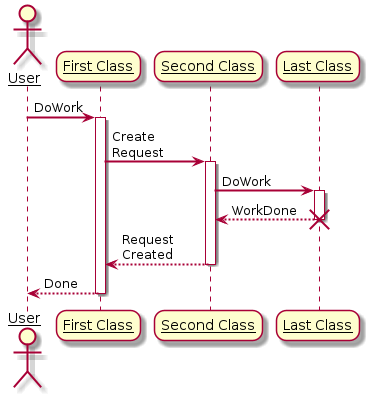 User
First Class
Second Class
Last Class
DoWork
Create
Request
DoWork
WorkDone
Request
Created
Done
User
First Class
Second Class
Last Class